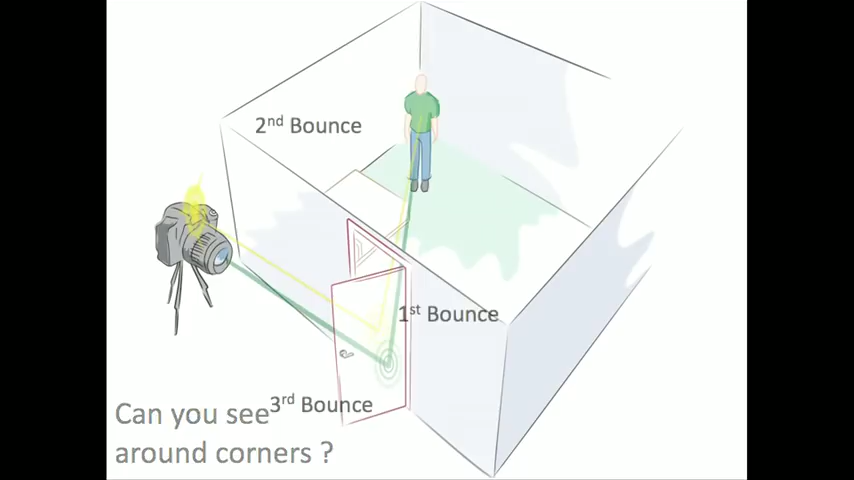 2nd Bounce
1st Bounce
3rd Bounce
Can you see
around corners ?